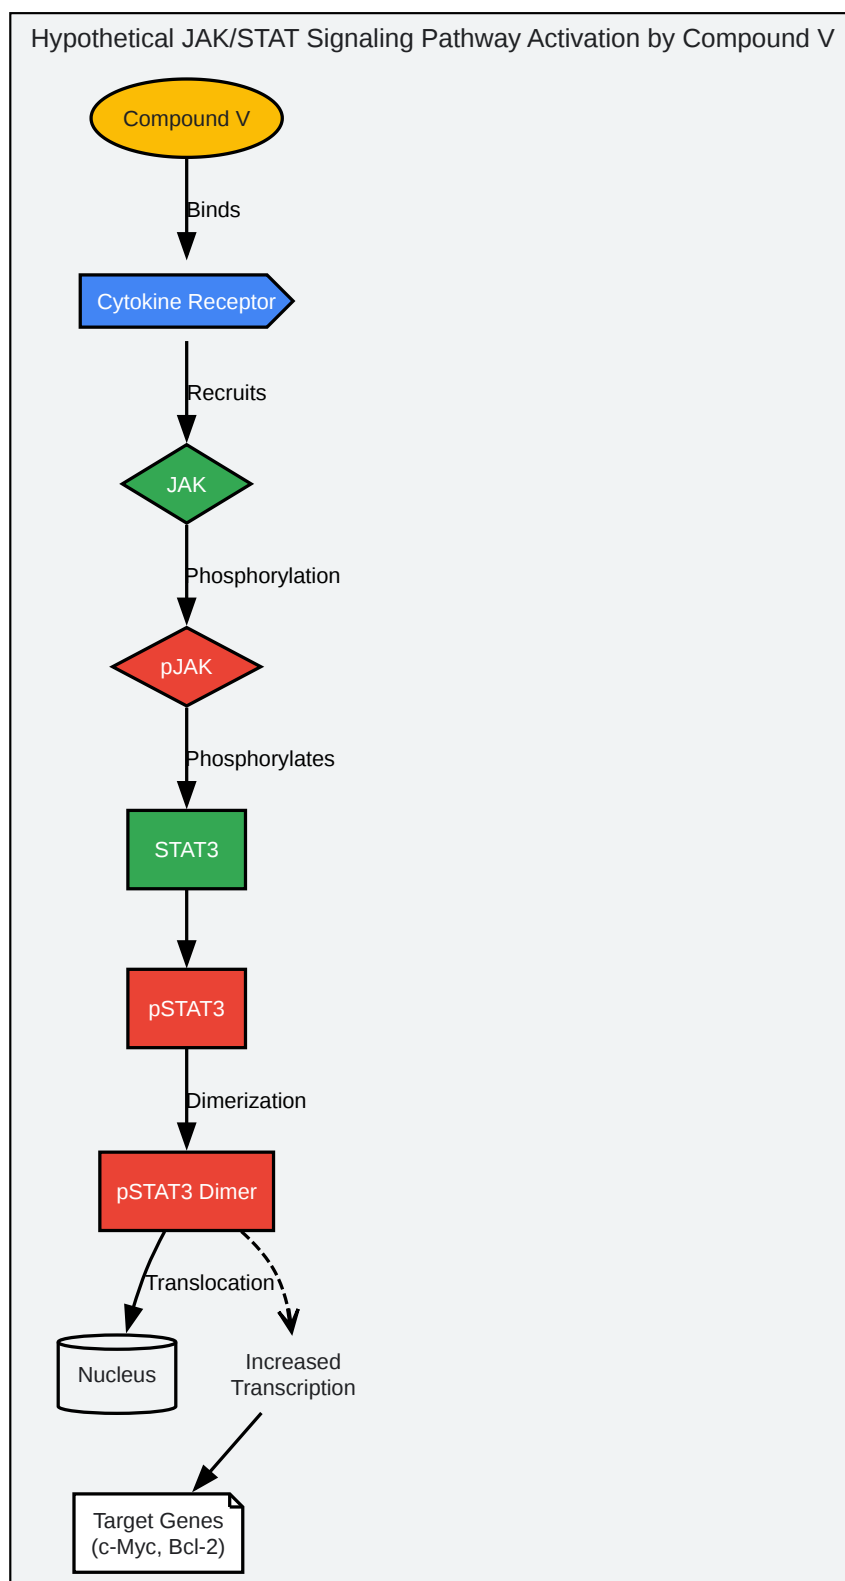 Hypothetical JAK/STAT Signaling Pathway Activation by Compound V
Compound V
Binds
Cytokine Receptor
Recruits
JAK
Phosphorylation
pJAK
Phosphorylates
STAT3
pSTAT3
Dimerization
pSTAT3 Dimer
Translocation
Nucleus
Increased
Transcription
Target Genes
(c-Myc, Bcl-2)